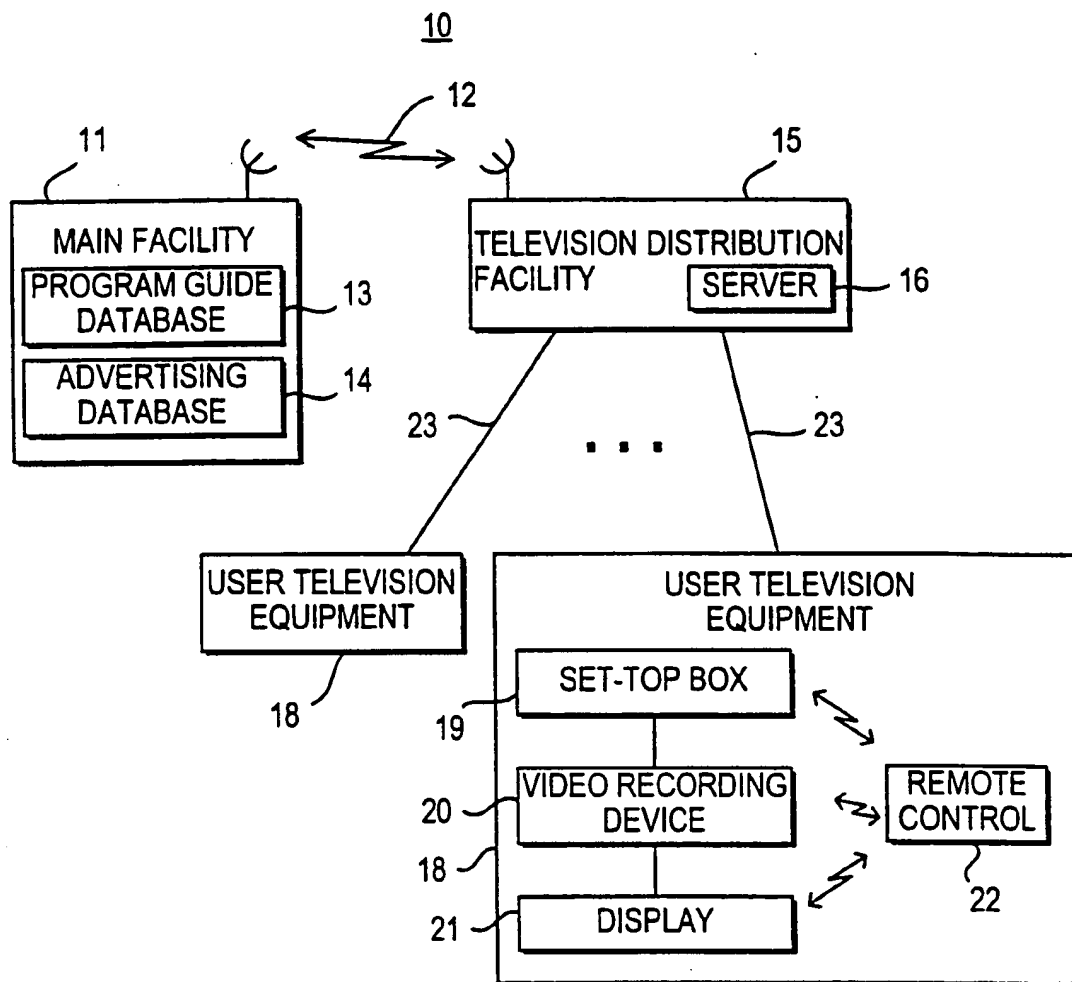 10
12
11
15
MAIN FACILITY
PROGRAM GUIDE
DATABASE
13
ADVERTISING
DATABASE
14
TELEVISION DISTRIBUTION
FACILITY
SERVER
16
23
. . .
23
USER TELEVISION
EQUIPMENT
18
USER TELEVISION
EQUIPMENT
SET-TOP BOX
19
VIDEO RECORDING
DEVICE
20
18
DISPLAY
21
REMOTE
CONTROL
22